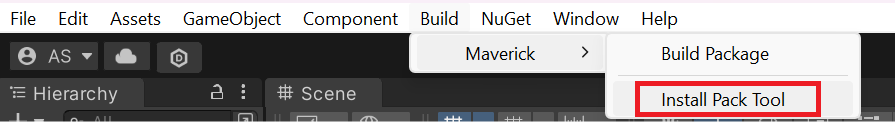 File Edit Assets GameObject Component Build NuGet Window Help
AS
Maverick
Build Package
Install Pack Tool
Hierarchy
Scene
All